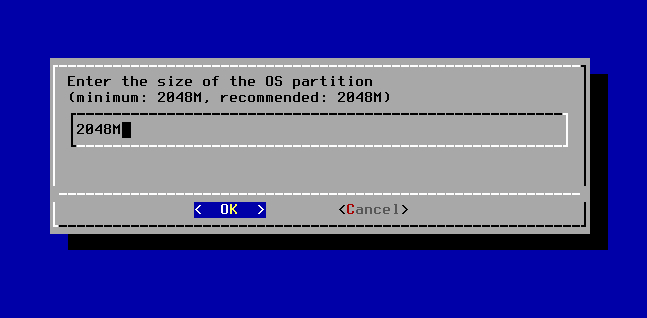 Enter the size of the OS partition
(minimum: 2048M, recommended: 2048M)
2048M
<  OK  > <Cancel>